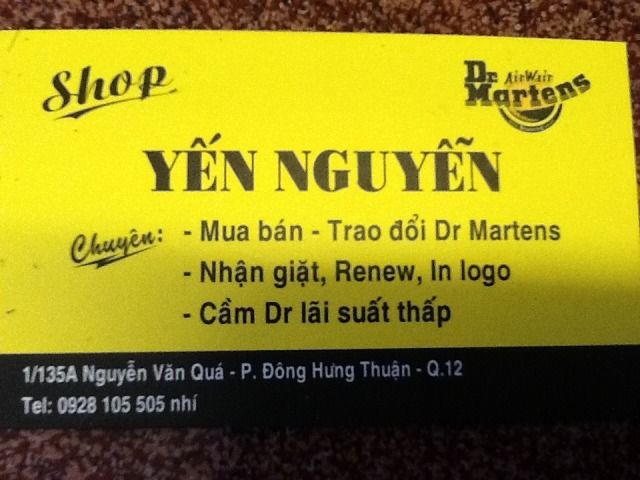 Shop
Dr. AirWair
Martens
YẾN NGUYỄN
Chuyên: - Mua bán - Trao đổi Dr Martens
- Nhận giặt, Renew, In logo
- Cầm Dr lãi suất thấp
1/135A Nguyễn Văn Quá - P. Đông Hưng Thuận - Q.12
Tel: 0928 105 505 nhí